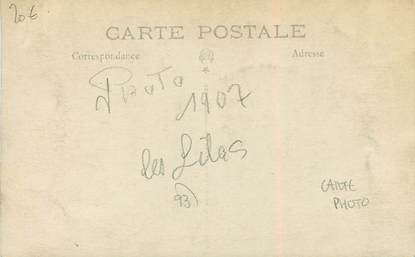 206
CARTE POSTALE
Correspondance
Adresse
Photo
1907
les Lilas
93)
CARTE
PHOTO